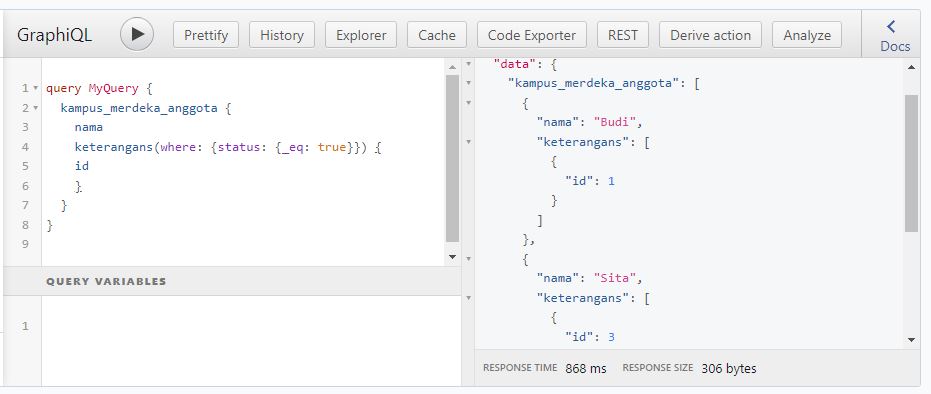 GraphiQL Prettify History Explorer Cache Code Exporter REST Derive action Analyze Docs
1 query MyQuery {
2 kampus_merdeka_anggota {
3 nama
4 keterangans(where: {status: {_eq: true}}) {
5 id
6 }
7 }
8 }
9
QUERY VARIABLES
1
"data": {
"kampus_merdeka_anggota": [
{
"nama": "Budi",
"keterangans": [
{
"id": 1
}
]
},
{
"nama": "Sita",
"keterangans": [
{
"id": 3
RESPONSE TIME 868 ms RESPONSE SIZE 306 bytes